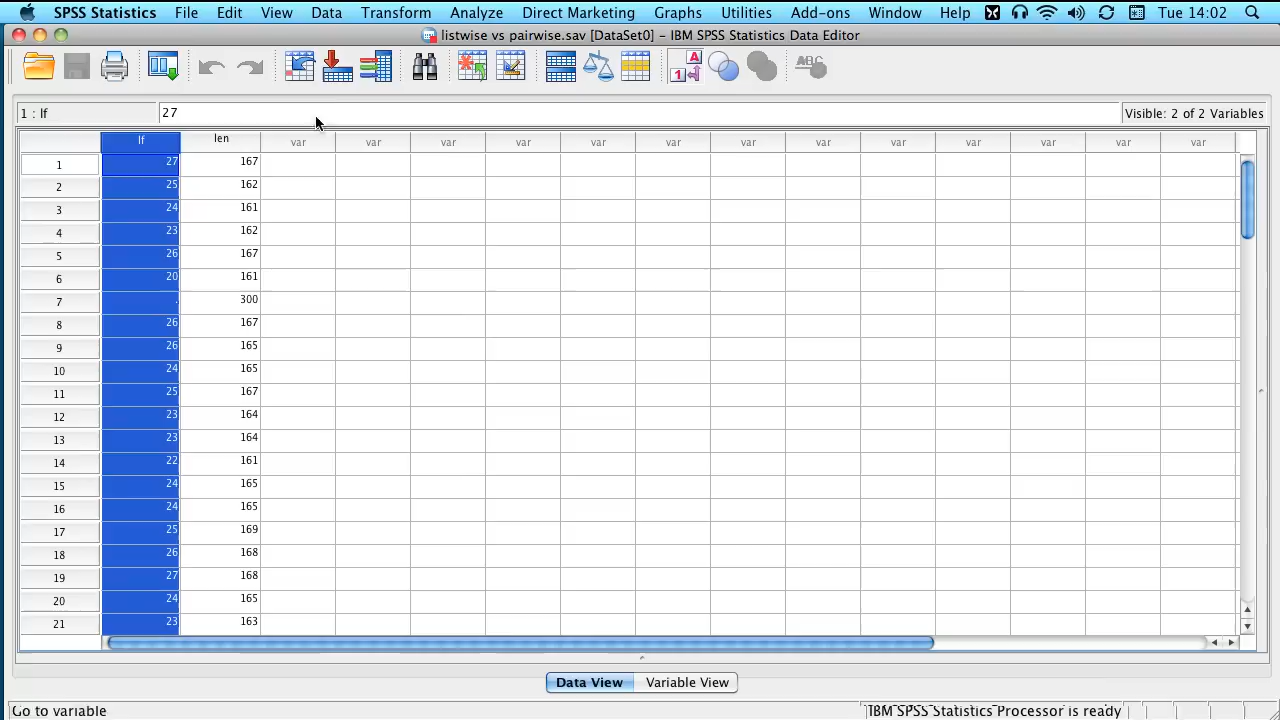 SPSS Statistics File Edit View Data Transform Analyze Direct Marketing Graphs Utilities Add-ons Window Help Tue 14:02
listwise vs pairwise.sav [DataSet0] – IBM SPSS Statistics Data Editor
1 A
ABC
1 : lf 27 Visible: 2 of 2 Variables
lf len var var var var var var var var var var var var var
1 27 167
2 25 162
3 24 161
4 23 162
5 26 167
6 20 161
7 . 300
8 26 167
9 26 165
10 24 165
11 25 167
12 23 164
13 23 164
14 22 161
15 24 165
16 24 165
17 25 169
18 26 168
19 27 168
20 24 165
21 23 163
Data View Variable View
Go to variable IBM SPSS Statistics Processor is ready